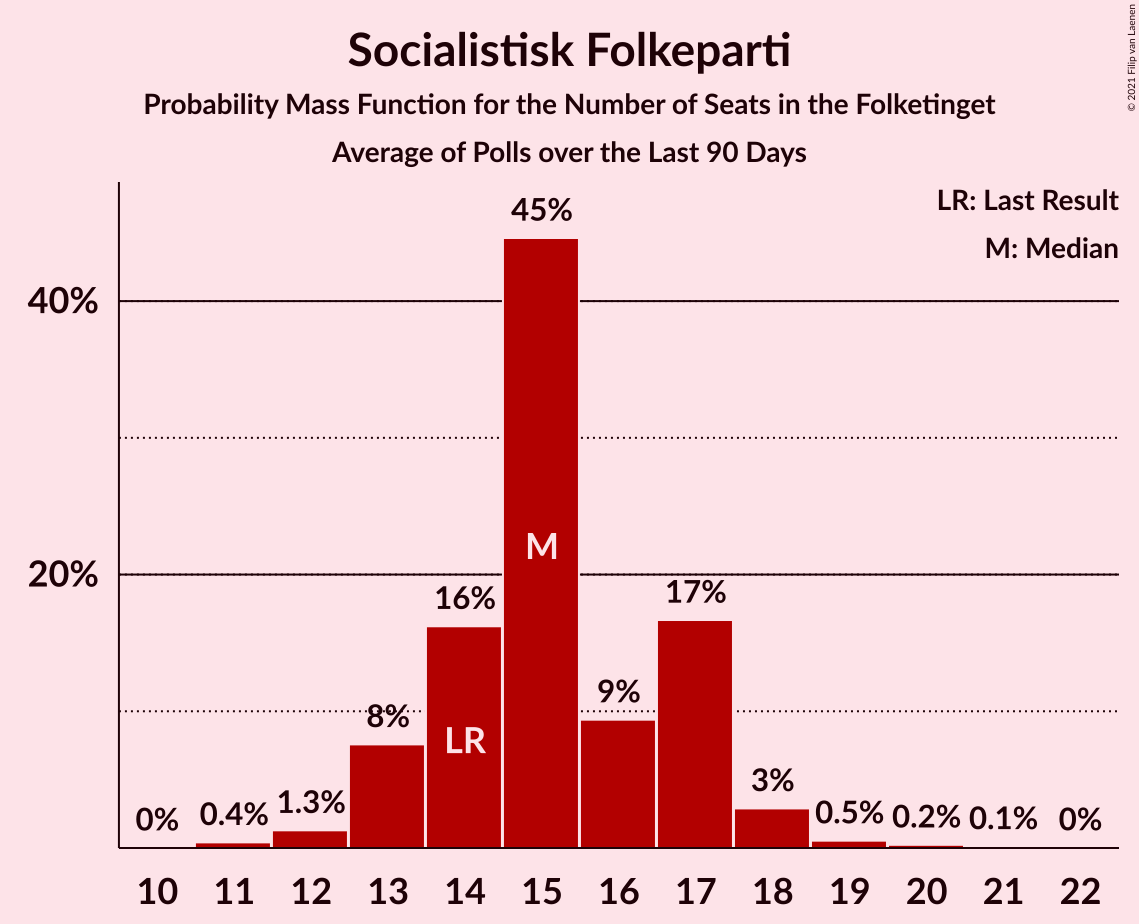 Socialistisk Folkeparti
Probability Mass Function for the Number of Seats in the Folketinget
Average of Polls over the Last 90 Days
© 2021 Filip van Laenen
LR: Last Result
M: Median
40%
20%
0%
0.4%
1.3%
8%
16%
45%
9%
17%
3%
0.5%
0.2%
0.1%
0%
LR
M
10 11 12 13 14 15 16 17 18 19 20 21 22